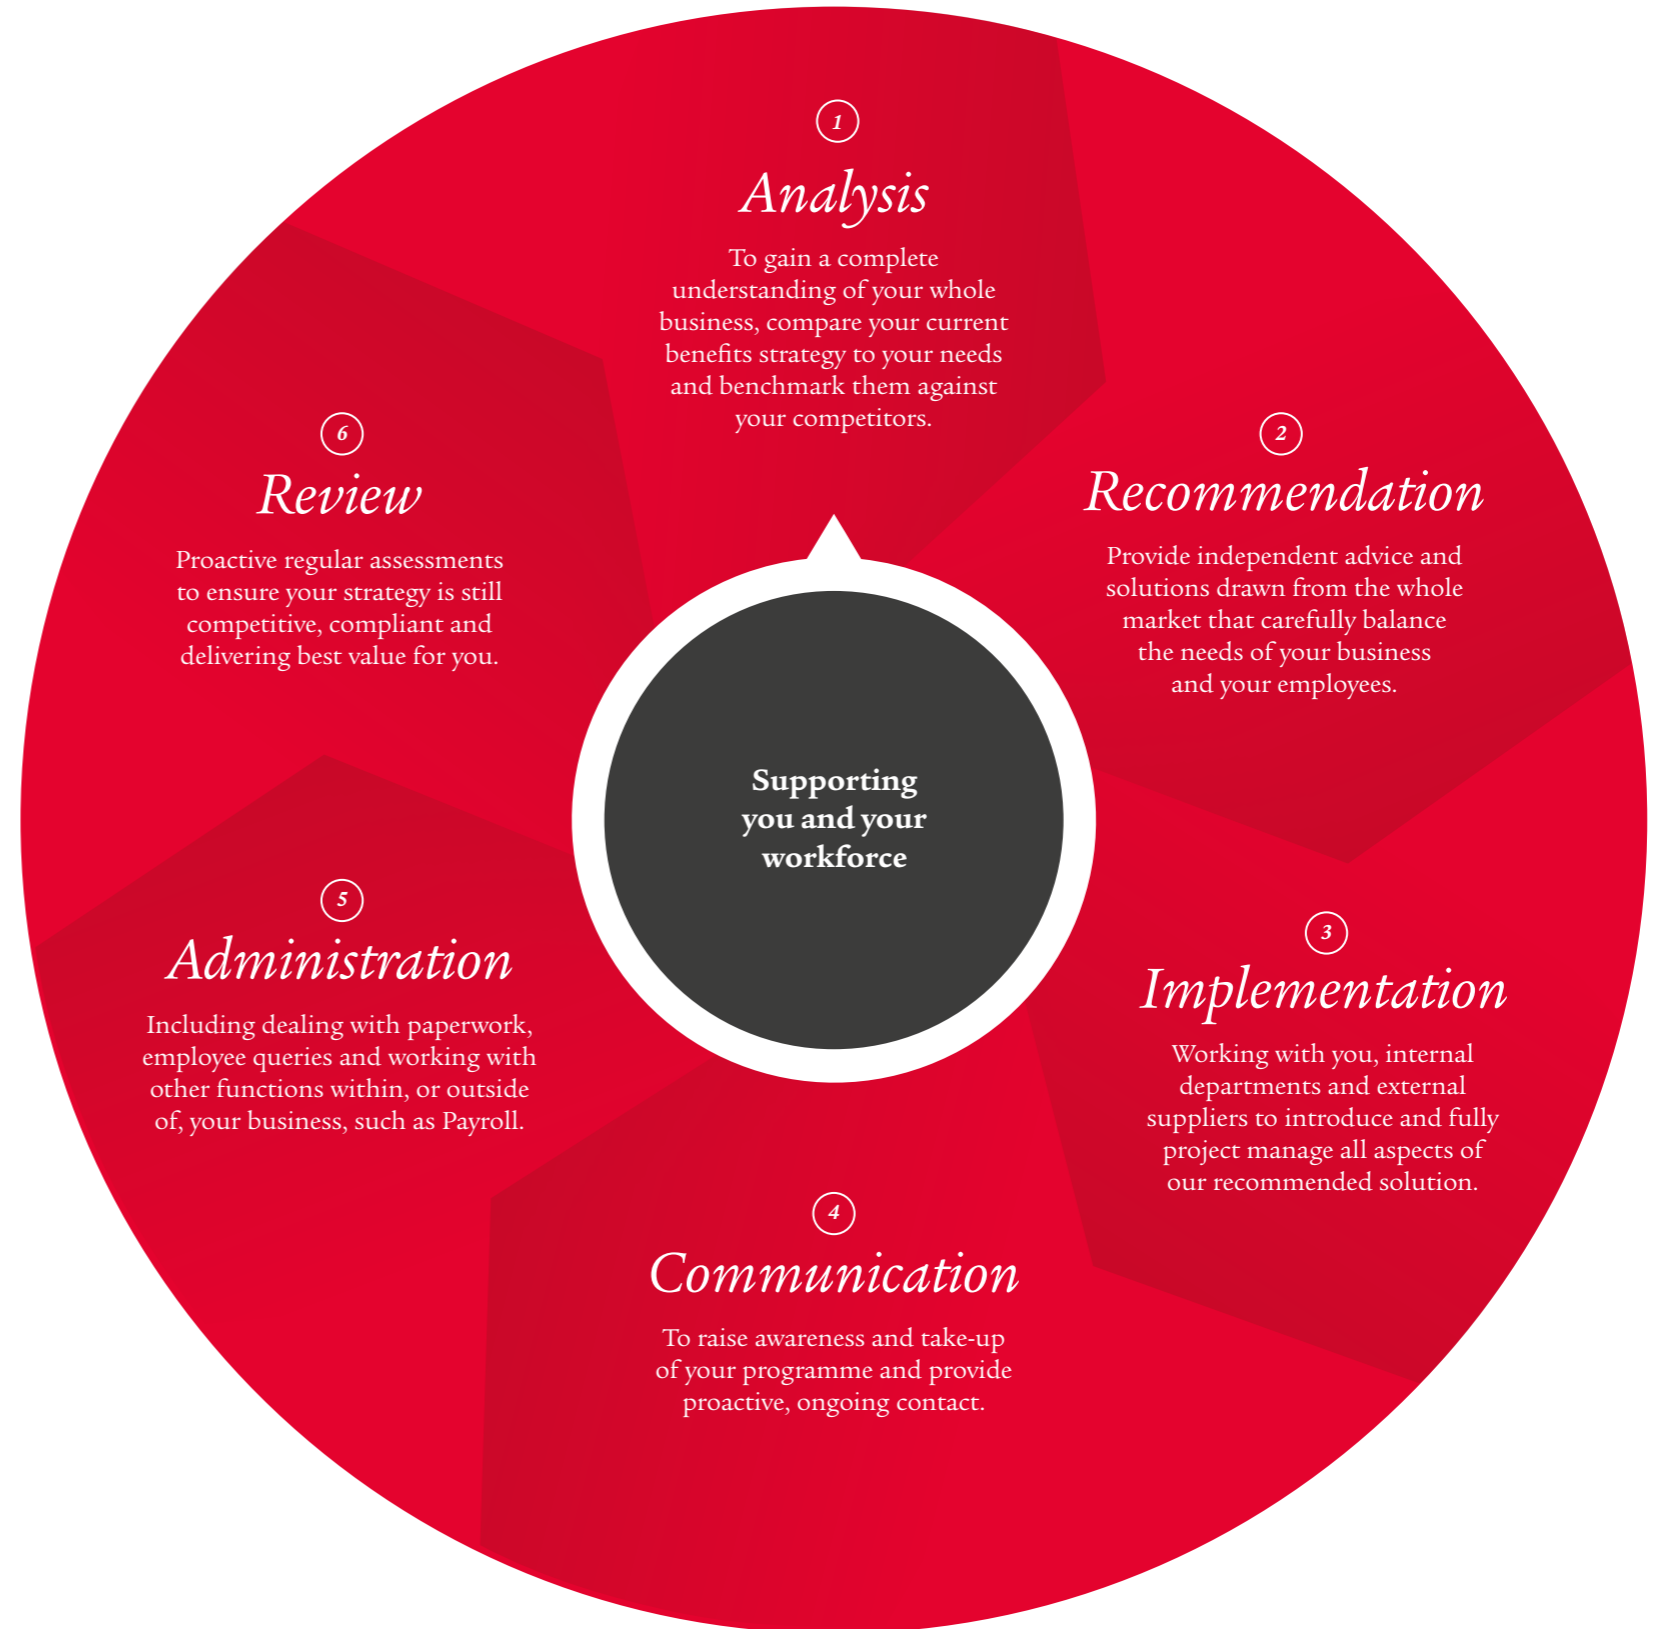 1
Analysis
To gain a complete
understanding of your whole
business, compare your current
benefits strategy to your needs
and benchmark them against
your competitors.
2
Recommendation
Provide independent advice and
solutions drawn from the whole
market that carefully balance
the needs of your business
and your employees.
3
Implementation
Working with you, internal
departments and external
suppliers to introduce and fully
project manage all aspects of
our recommended solution.
4
Communication
To raise awareness and take-up
of your programme and provide
proactive, ongoing contact.
5
Administration
Including dealing with paperwork,
employee queries and working with
other functions within, or outside
of, your business, such as Payroll.
6
Review
Proactive regular assessments
to ensure your strategy is still
competitive, compliant and
delivering best value for you.
Supporting
you and your
workforce